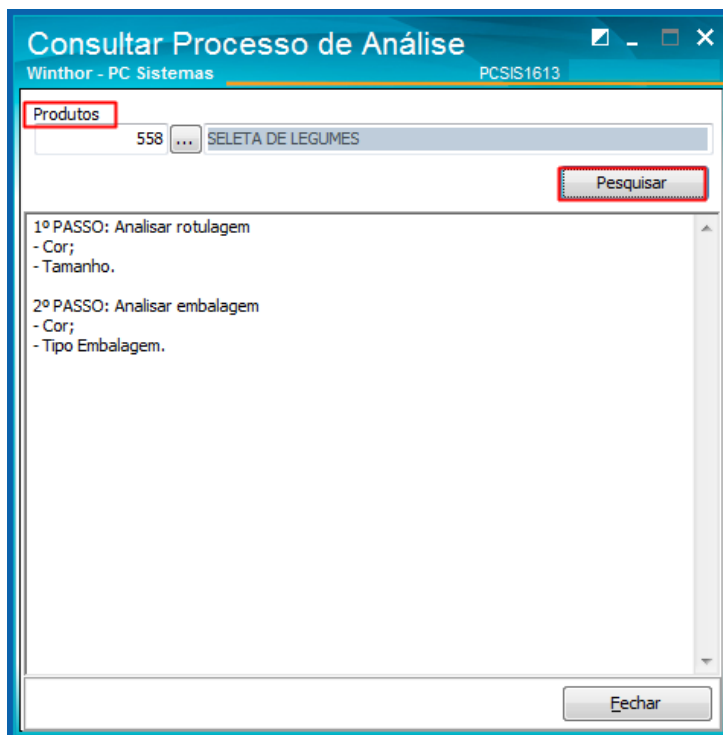 Consultar Processo de Análise
Winthor - PC Sistemas PCSIS1613
Produtos
558 ... SELETA DE LEGUMES
Pesquisar
1º PASSO: Analisar rotulagem
- Cor;
- Tamanho.
2º PASSO: Analisar embalagem
- Cor;
- Tipo Embalagem.
Fechar